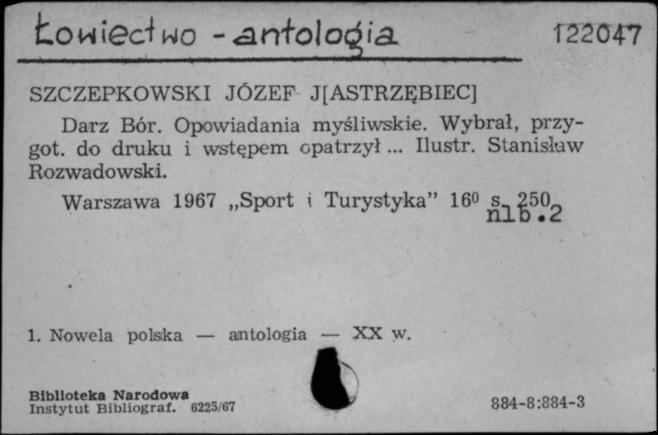 Łowiectwo - antologia 122047
SZCZEPKOWSKI JÓZEF J[ASTRZĘBIEC]
Darz Bór. Opowiadania myśliwskie. Wybrał, przy-
got. do druku i wstępem opatrzył ... Ilustr. Stanisław
Rozwadowski.
Warszawa 1967 „Sport i Turystyka” 16⁰ s. 250,
nlb.2
1. Nowela polska — antologia — XX w.
Biblioteka Narodowa
Instytut Bibliograf. 6225/67 884-8:884-3